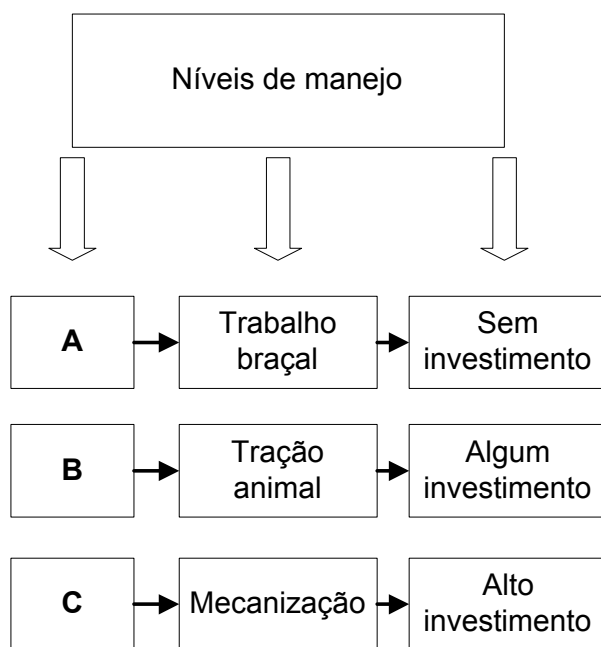 Níveis de manejo
A
Trabalho
braçal
Sem
investimento
B
Tração
animal
Algum
investimento
C
Mecanização
Alto
investimento